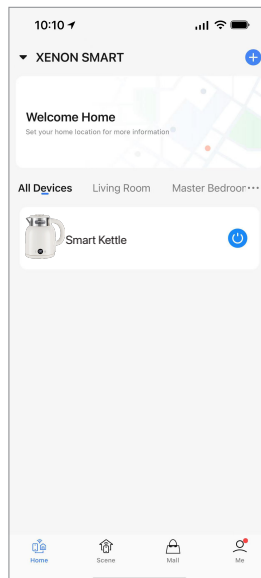 10:10
XENON SMART
Welcome Home
Set your home location for more information
All Devices Living Room Master Bedroor
Smart Kettle
Home Scene Mall Me